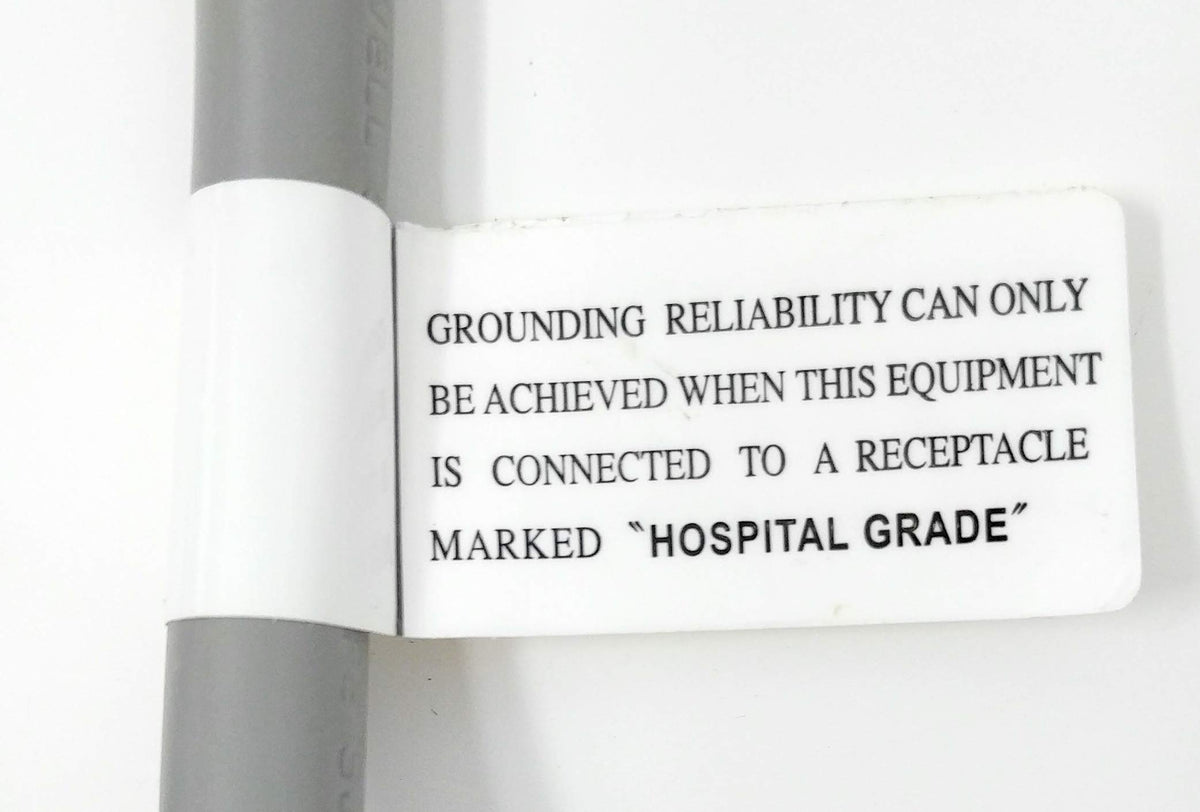 GROUNDING RELIABILITY CAN ONLY
BE ACHIEVED WHEN THIS EQUIPMENT
IS CONNECTED TO A RECEPTACLE
MARKED "HOSPITAL GRADE"